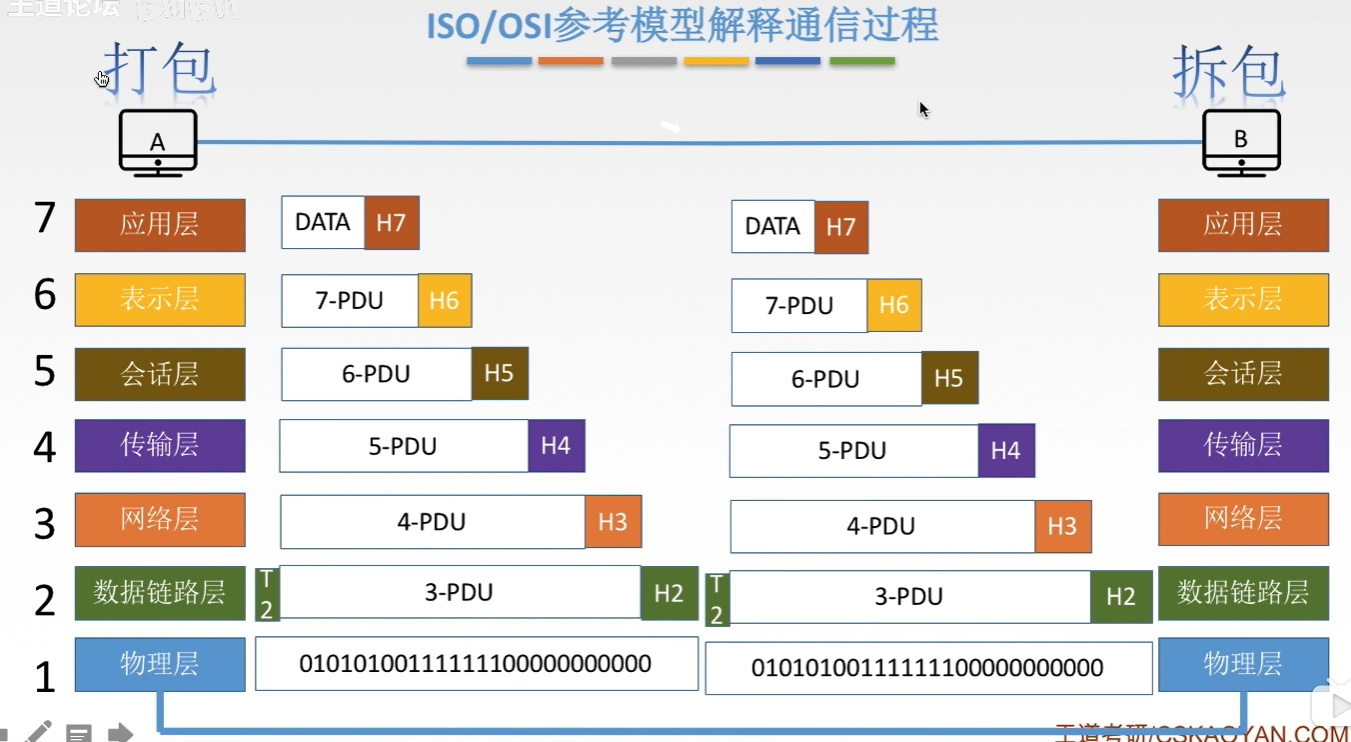 王道论坛
ISO/OSI参考模型解释通信过程
打包
拆包
A
B
7 应用层 DATA H7 DATA H7 应用层
6 表示层 7-PDU H6 7-PDU H6 表示层
5 会话层 6-PDU H5 6-PDU H5 会话层
4 传输层 5-PDU H4 5-PDU H4 传输层
3 网络层 4-PDU H3 4-PDU H3 网络层
2 数据链路层 T2 3-PDU H2 T2 3-PDU H2 数据链路层
1 物理层 010101001111111100000000000 010101001111111100000000000 物理层
王道考研/CSKAOYAN.COM